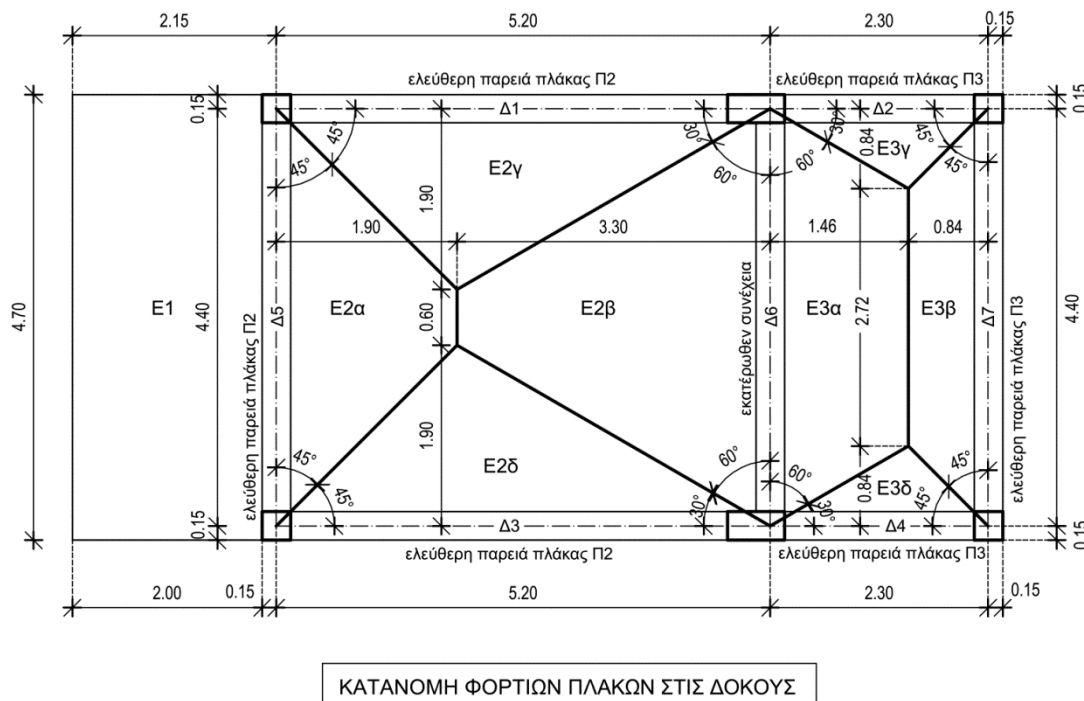 2.15 5.20 2.30 0.15
ελεύθερη παρειά πλάκας Π2 ελεύθερη παρειά πλάκας Π3
0.15 Δ1 Δ2 0.15
45° 45° 30° 60° 60° 30° 0.84 Ε3γ 45° 45°
Ε2γ
1.90
1.90 3.30 1.46 0.84
4.70 Ε1 4.40 Δ5 Ε2α 0.60 Ε2β Δ6 Ε3α 2.72 Ε3β Δ7 4.40
ελεύθερη παρειά πλάκας Π2
εκατέρωθεν συνέχεια
ελεύθερη παρειά πλάκας Π3
1.90
45° 45° Ε2δ 60° 30° 60° 30° 0.84 Ε3δ 45° 45°
0.15 Δ3 Δ4 0.15
ελεύθερη παρειά πλάκας Π2 ελεύθερη παρειά πλάκας Π3
2.00 0.15 5.20 2.30 0.15
ΚΑΤΑΝΟΜΗ ΦΟΡΤΙΩΝ ΠΛΑΚΩΝ ΣΤΙΣ ΔΟΚΟΥΣ